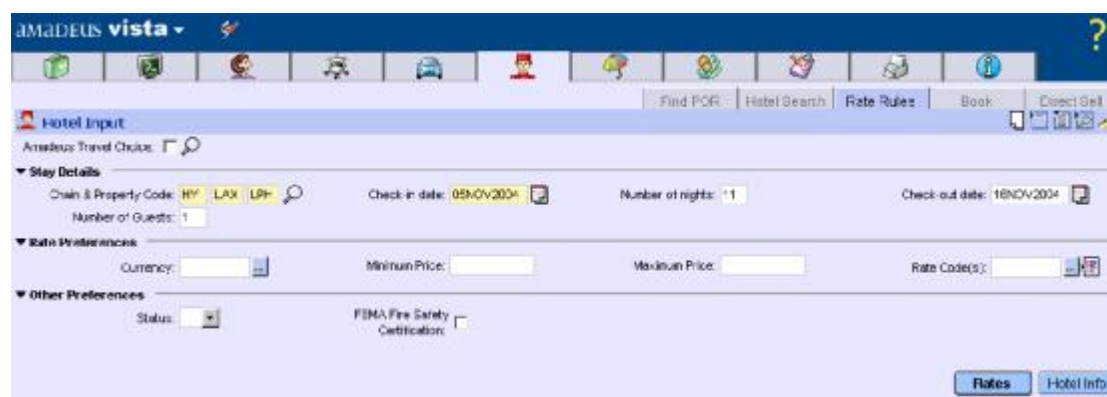 amadeus vista
?
Find POR Hotel Search Rate Rules Book Direct Sell
Hotel Input
Amadeus Travel Choice:
Stay Details
Chain & Property Code: HY LAX LPH Check-in date: 05NOV2004 Number of nights: 11 Check-out date: 16NOV2004
Number of Guests: 1
Rate Preferences
Currency: Minimum Price: Maximum Price: Rate Code(s):
Other Preferences
Status: FEMA Fire Safety
Certification:
Rates Hotel Info